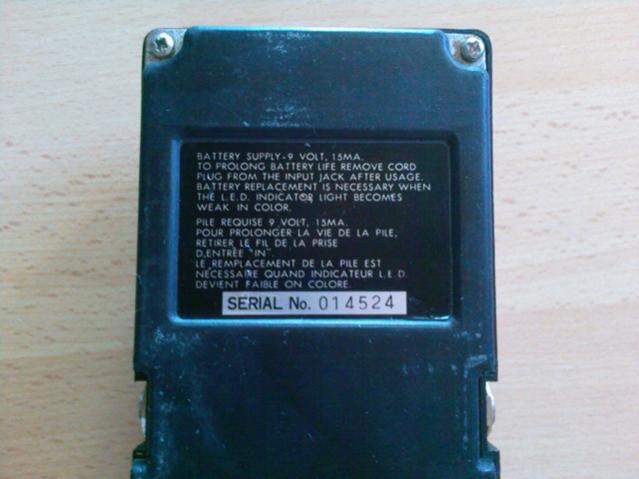 BATTERY SUPPLY-9 VOLT, 15MA.
TO PROLONG BATTERY LIFE REMOVE CORD
PLUG FROM THE INPUT JACK AFTER USAGE.
BATTERY REPLACEMENT IS NECESSARY WHEN
THE L.E.D. INDICATOR LIGHT BECOMES
WEAK IN COLOR.
PILE REQUISE 9 VOLT, 15MA.
POUR PROLONGER LA VIE DE LA PILE,
RETIRER LE FIL DE LA PRISE
D,ENTRÉE "IN"
LE REMPLACEMENT DE LA PILE EST
NECESSAIRE QUAND INDICATEUR L.E.D.
DEVIENT FAIBLE ON COLORE.
SERIAL No. 014524